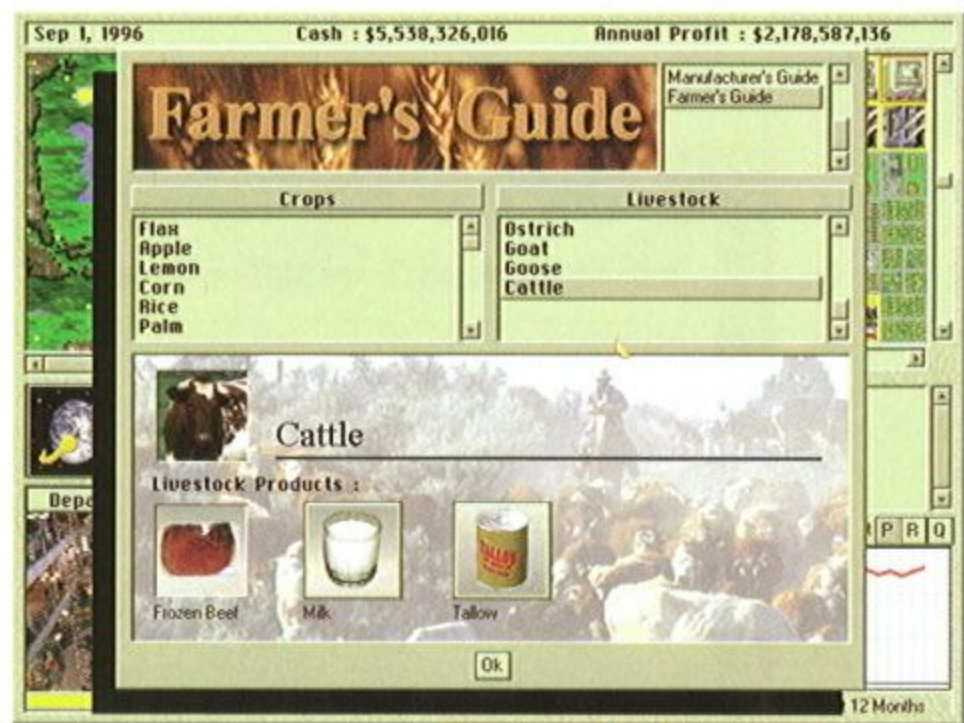 Sep 1, 1996 Cash : $5,538,326,016 Annual Profit : $2,178,587,136
Farmer's Guide
Manufacturer's Guide
Farmer's Guide
Crops
Flax
Apple
Lemon
Corn
Rice
Palm
Livestock
Ostrich
Goat
Goose
Cattle
Cattle
Livestock Products :
TALLOW
Frozen Beef Milk Tallow
Ok
Depa
P R Q
12 Months